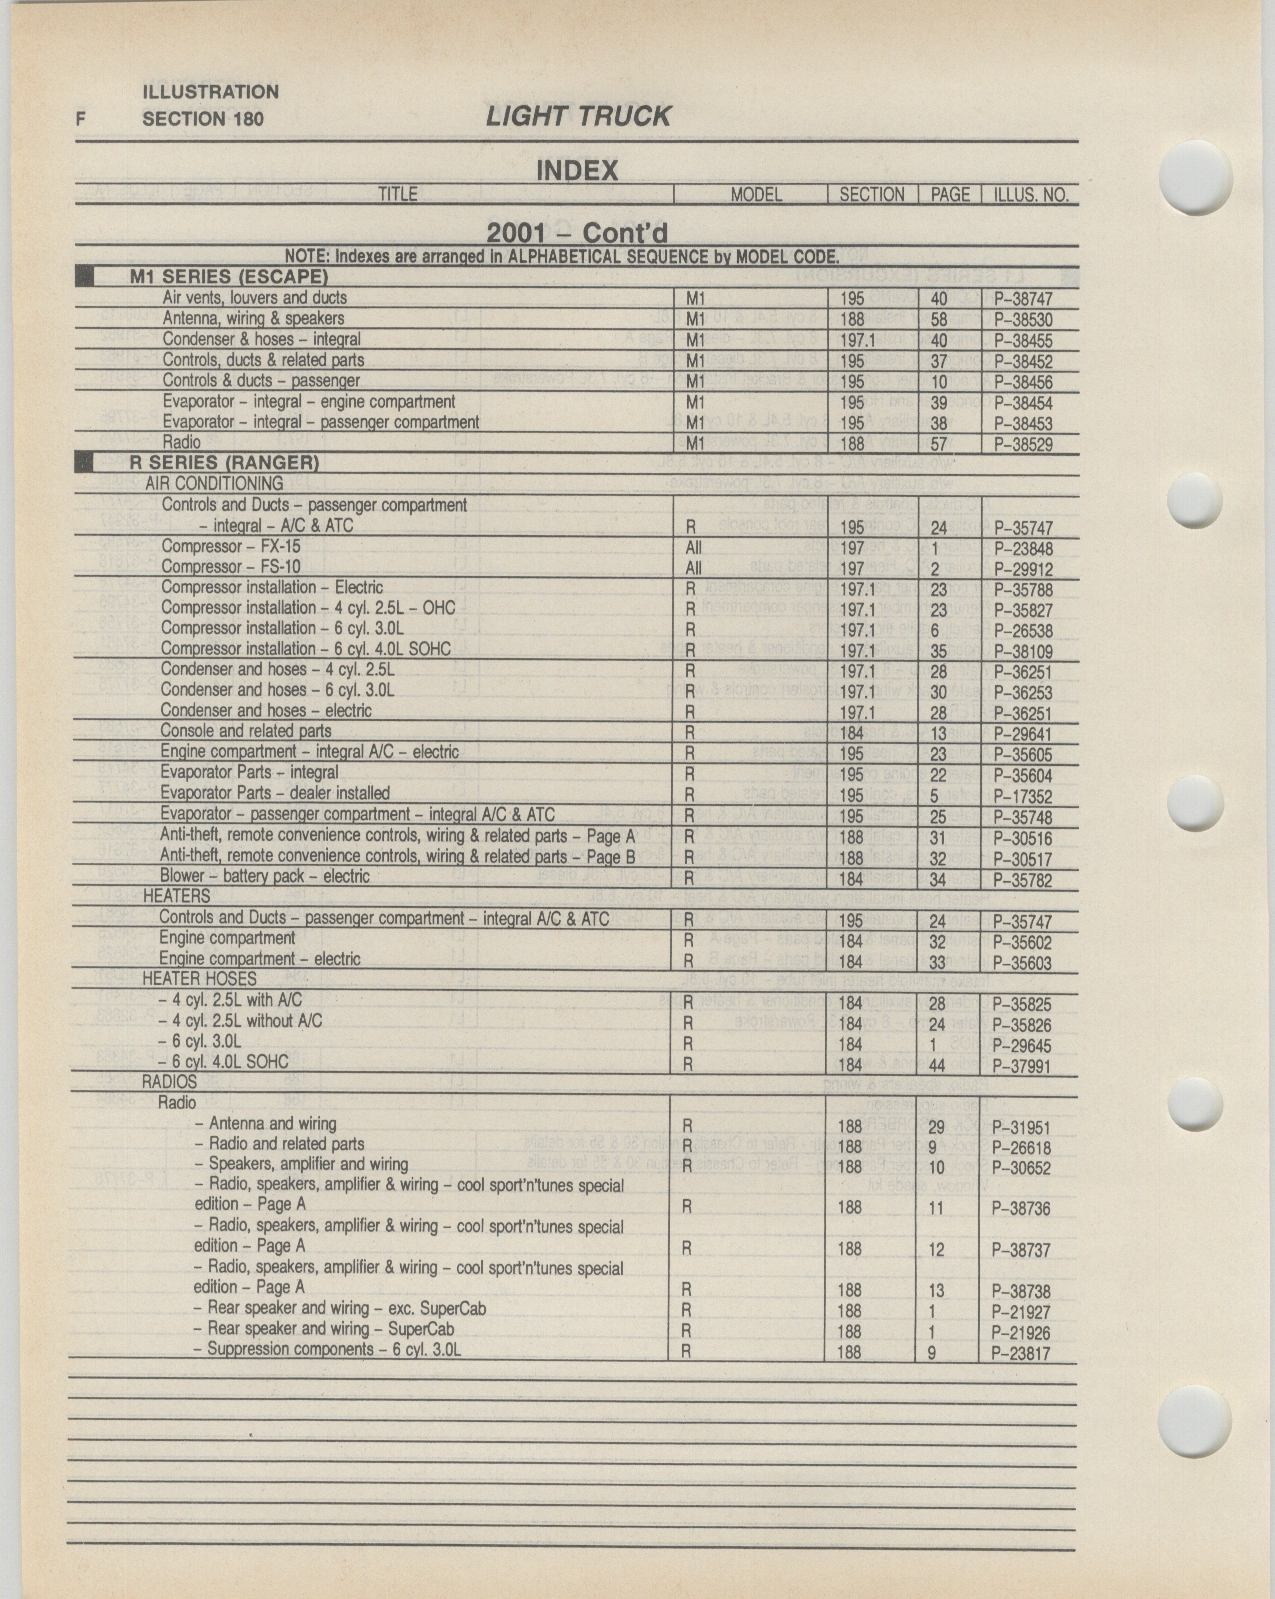 ILLUSTRATION
F SECTION 180 LIGHT TRUCK
INDEX
TITLE MODEL SECTION PAGE ILLUS. NO.
2001 – Cont'd
NOTE: Indexes are arranged in ALPHABETICAL SEQUENCE by MODEL CODE.
M1 SERIES (ESCAPE)
Air vents, louvers and ducts M1 195 40 P–38747
Antenna, wiring & speakers M1 188 58 P–38530
Condenser & hoses – integral M1 197.1 40 P–38455
Controls, ducts & related parts M1 195 37 P–38452
Controls & ducts – passenger M1 195 10 P–38456
Evaporator – integral – engine compartment M1 195 39 P–38454
Evaporator – integral – passenger compartment M1 195 38 P–38453
Radio M1 188 57 P–38529
R SERIES (RANGER)
AIR CONDITIONING
Controls and Ducts – passenger compartment
– integral – A/C & ATC R 195 24 P–35747
Compressor – FX-15 All 197 1 P–23848
Compressor – FS-10 All 197 2 P–29912
Compressor installation – Electric R 197.1 23 P–35788
Compressor installation – 4 cyl. 2.5L – OHC R 197.1 23 P–35827
Compressor installation – 6 cyl. 3.0L R 197.1 6 P–26538
Compressor installation – 6 cyl. 4.0L SOHC R 197.1 35 P–38109
Condenser and hoses – 4 cyl. 2.5L R 197.1 28 P–36251
Condenser and hoses – 6 cyl. 3.0L R 197.1 30 P–36253
Condenser and hoses – electric R 197.1 28 P–36251
Console and related parts R 184 13 P–29641
Engine compartment – integral A/C – electric R 195 23 P–35605
Evaporator Parts – integral R 195 22 P–35604
Evaporator Parts – dealer installed R 195 5 P–17352
Evaporator – passenger compartment – integral A/C & ATC R 195 25 P–35748
Anti-theft, remote convenience controls, wiring & related parts – Page A R 188 31 P–30516
Anti-theft, remote convenience controls, wiring & related parts – Page B R 188 32 P–30517
Blower – battery pack – electric R 184 34 P–35782
HEATERS
Controls and Ducts – passenger compartment – integral A/C & ATC R 195 24 P–35747
Engine compartment R 184 32 P–35602
Engine compartment – electric R 184 33 P–35603
HEATER HOSES
– 4 cyl. 2.5L with A/C R 184 28 P–35825
– 4 cyl. 2.5L without A/C R 184 24 P–35826
– 6 cyl. 3.0L R 184 1 P–29645
– 6 cyl. 4.0L SOHC R 184 44 P–37991
RADIOS
Radio
– Antenna and wiring R 188 29 P–31951
– Radio and related parts R 188 9 P–26618
– Speakers, amplifier and wiring R 188 10 P–30652
– Radio, speakers, amplifier & wiring – cool sport'n'tunes special
edition – Page A R 188 11 P–38736
– Radio, speakers, amplifier & wiring – cool sport'n'tunes special
edition – Page A R 188 12 P–38737
– Radio, speakers, amplifier & wiring – cool sport'n'tunes special
edition – Page A R 188 13 P–38738
– Rear speaker and wiring – exc. SuperCab R 188 1 P–21927
– Rear speaker and wiring – SuperCab R 188 1 P–21926
– Suppression components – 6 cyl. 3.0L R 188 9 P–23817